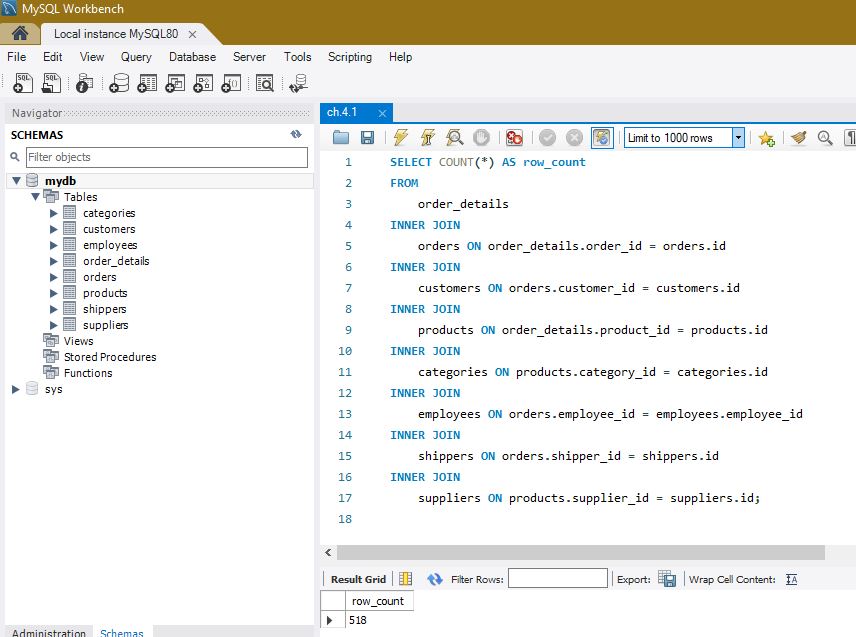 MySQL Workbench
Local instance MySQL80 ×
File Edit View Query Database Server Tools Scripting Help
Navigator
SCHEMAS
Filter objects
mydb
Tables
categories
customers
employees
order_details
orders
products
shippers
suppliers
Views
Stored Procedures
Functions
sys
Administration Schemas
ch.4.1 ×
Limit to 1000 rows
1 SELECT COUNT(*) AS row_count
2 FROM
3 order_details
4 INNER JOIN
5 orders ON order_details.order_id = orders.id
6 INNER JOIN
7 customers ON orders.customer_id = customers.id
8 INNER JOIN
9 products ON order_details.product_id = products.id
10 INNER JOIN
11 categories ON products.category_id = categories.id
12 INNER JOIN
13 employees ON orders.employee_id = employees.employee_id
14 INNER JOIN
15 shippers ON orders.shipper_id = shippers.id
16 INNER JOIN
17 suppliers ON products.supplier_id = suppliers.id;
18
Result Grid Filter Rows: Export: Wrap Cell Content:
row_count
518